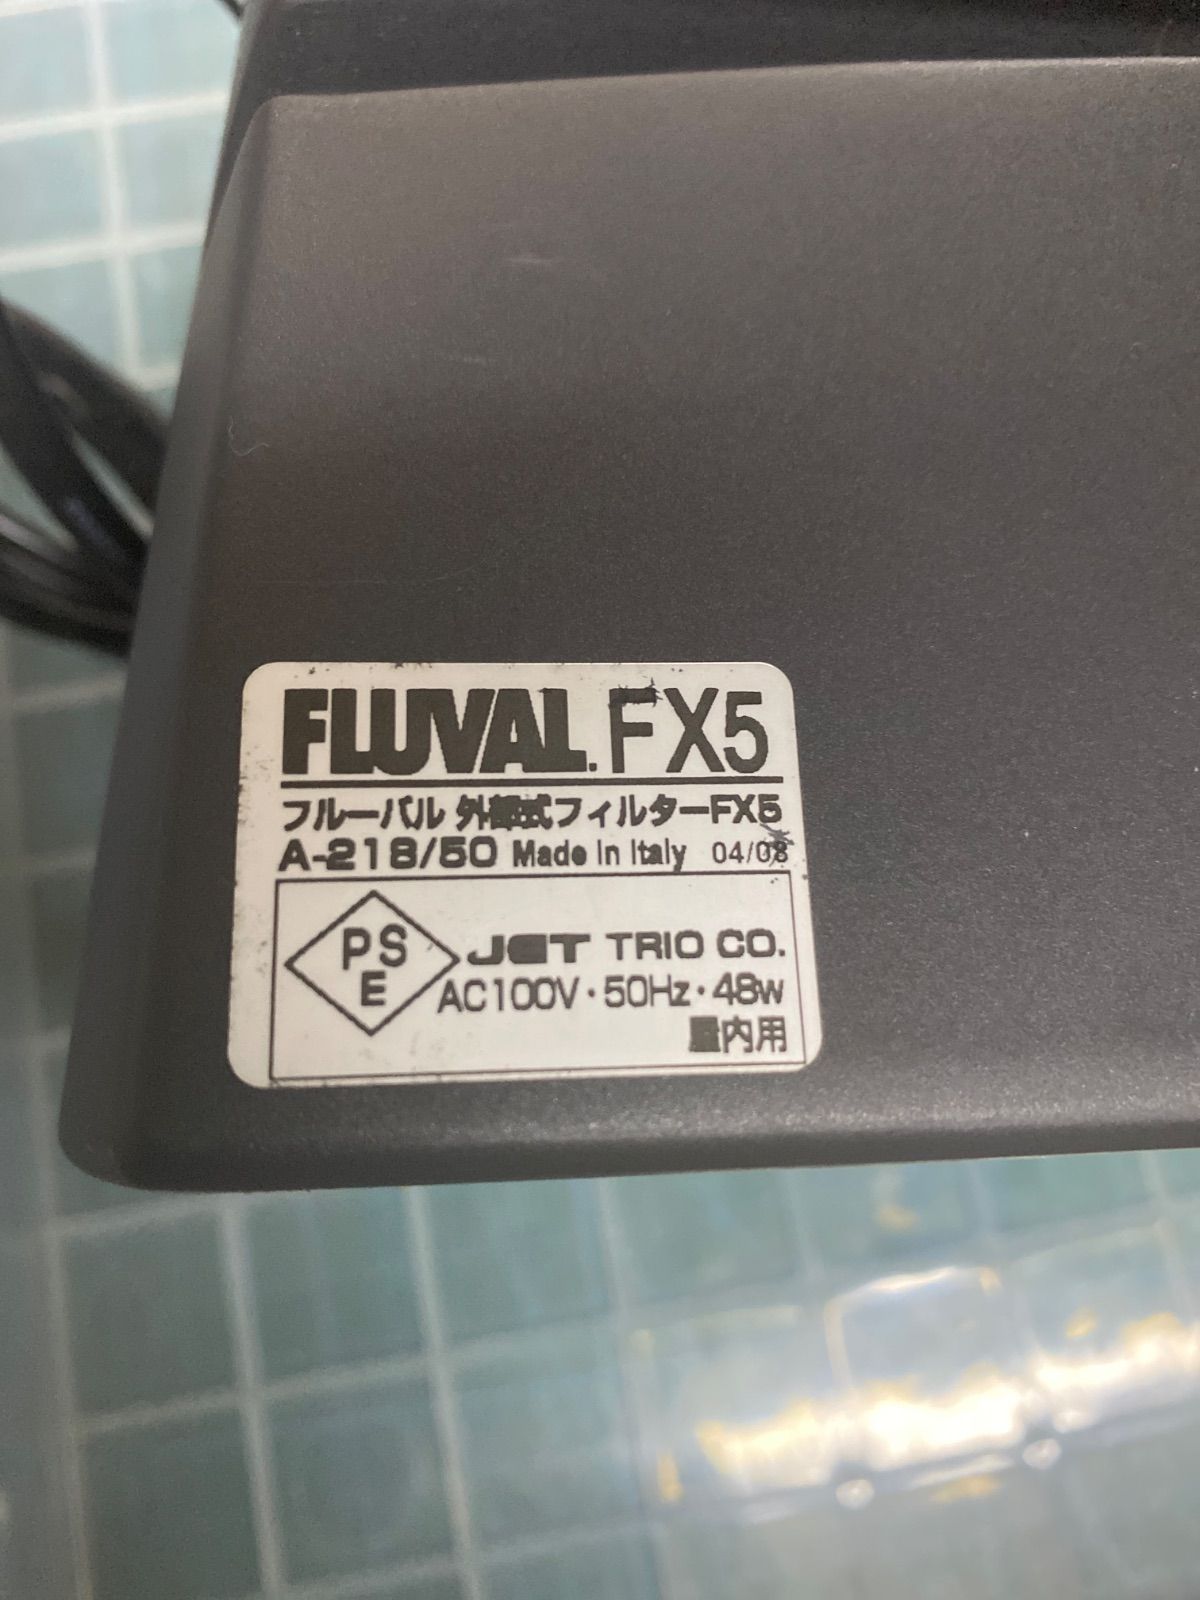 FLUVAL. FX5
フルーバル 外部式フィルターFX5
A-218/50 Made in Italy 04/08
PSE
JET TRIO CO.
AC100V・50Hz・48W
屋内用